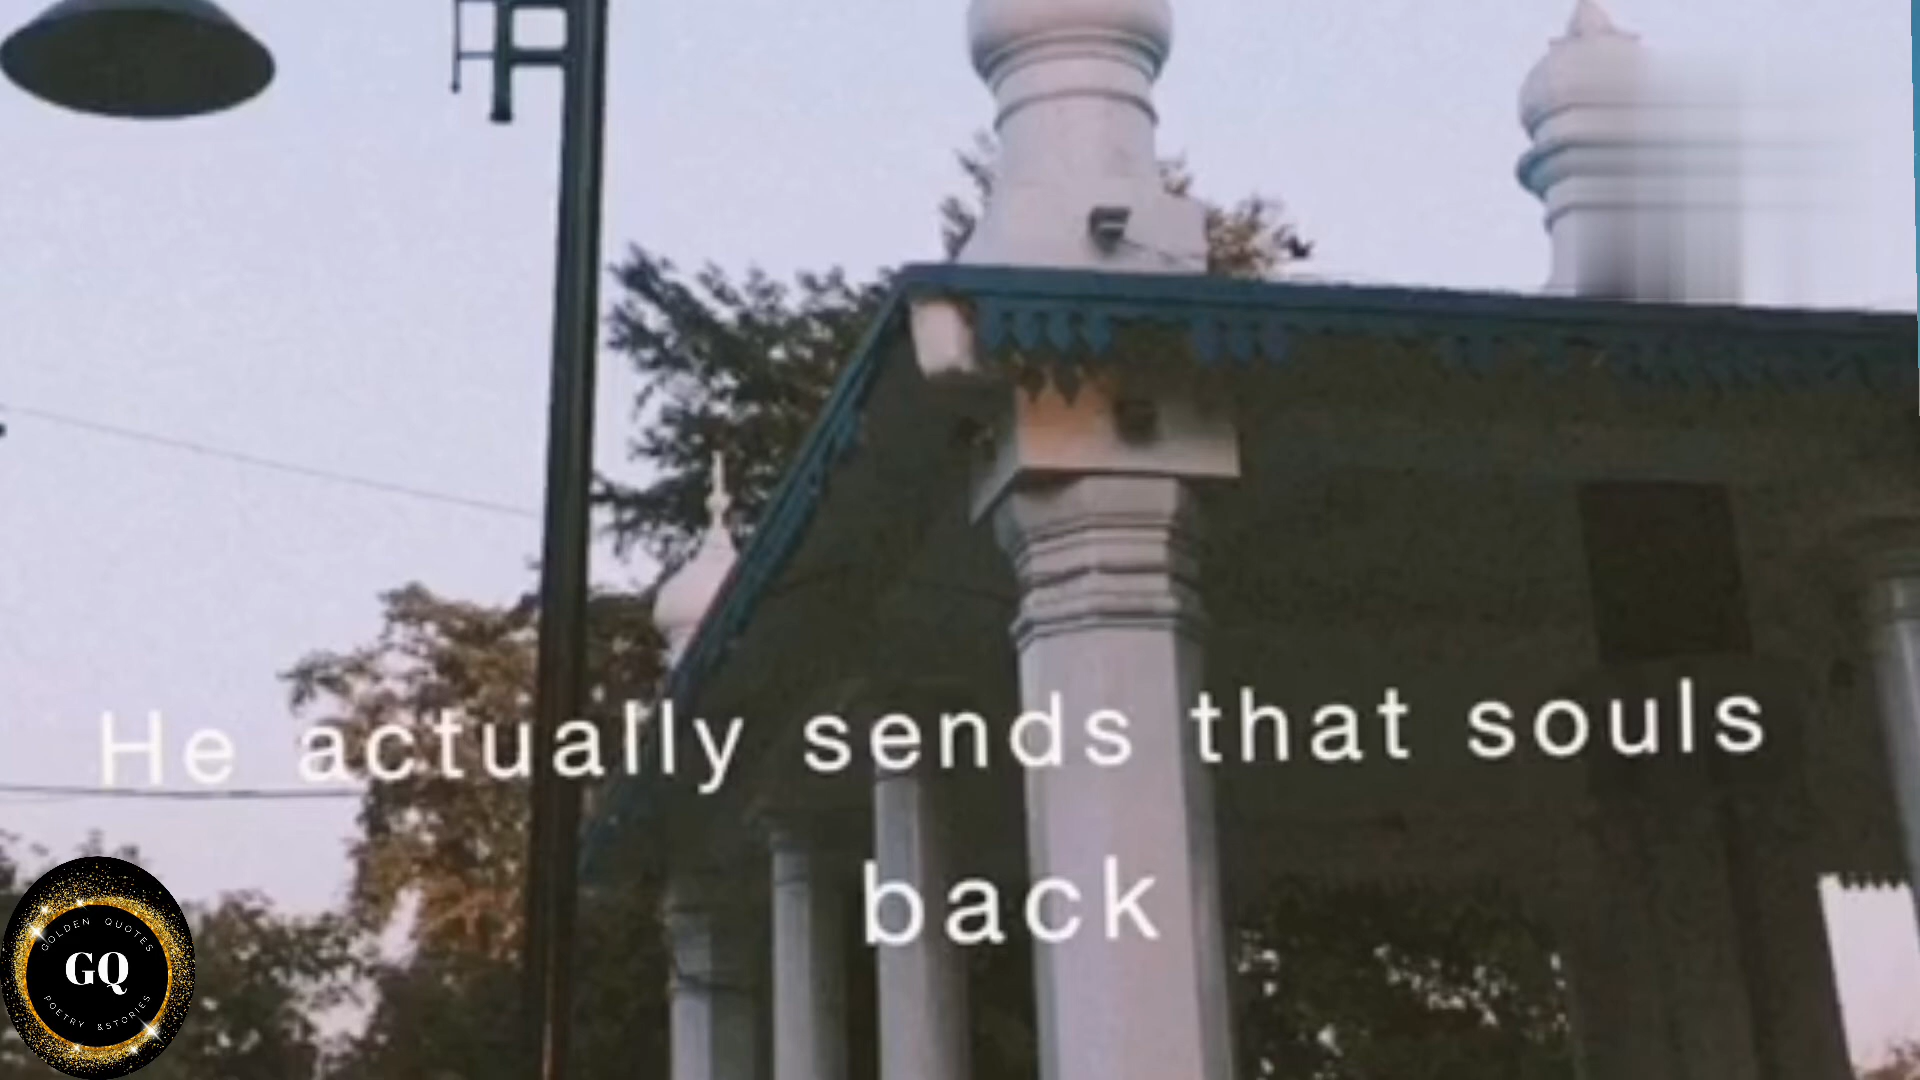 He actually sends that souls
back
GOLDEN QUOTES
GQ
POETRY &STORIES